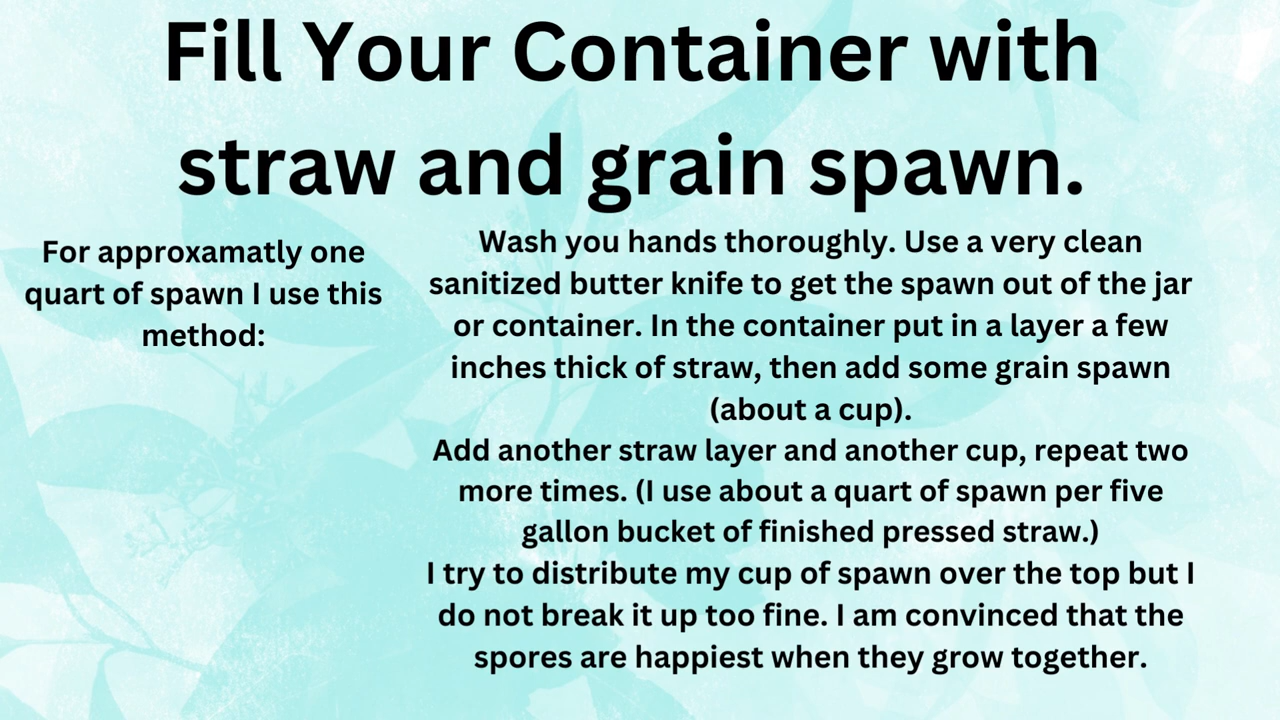 Fill Your Container with
straw and grain spawn.
For approxamatly one
quart of spawn I use this
method:
Wash you hands thoroughly. Use a very clean
sanitized butter knife to get the spawn out of the jar
or container. In the container put in a layer a few
inches thick of straw, then add some grain spawn
(about a cup).
Add another straw layer and another cup, repeat two
more times. (I use about a quart of spawn per five
gallon bucket of finished pressed straw.)
I try to distribute my cup of spawn over the top but I
do not break it up too fine. I am convinced that the
spores are happiest when they grow together.